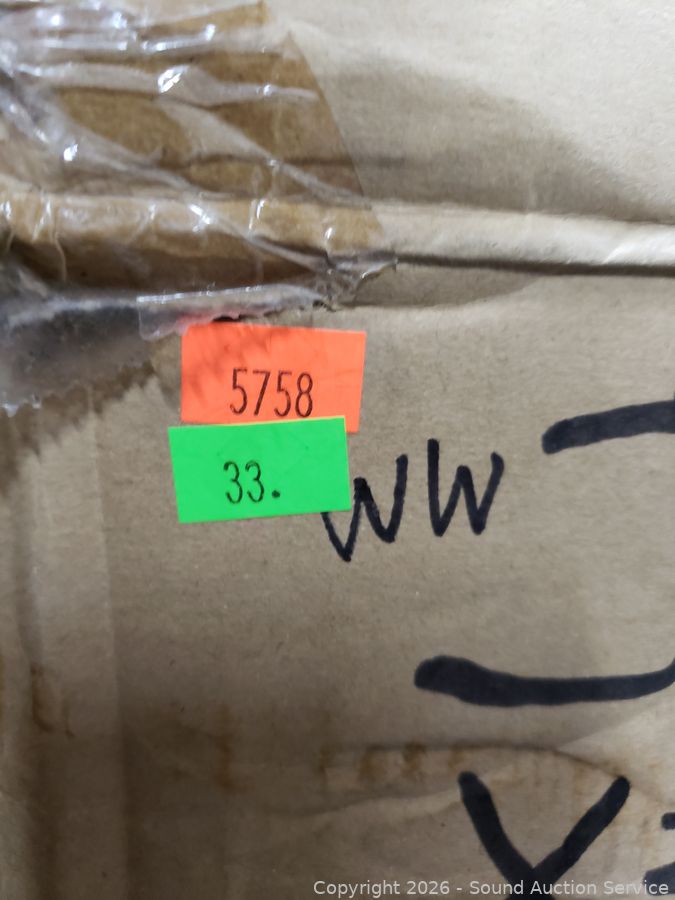 5758
33.
WW
Copyright 2026 - Sound Auction Service